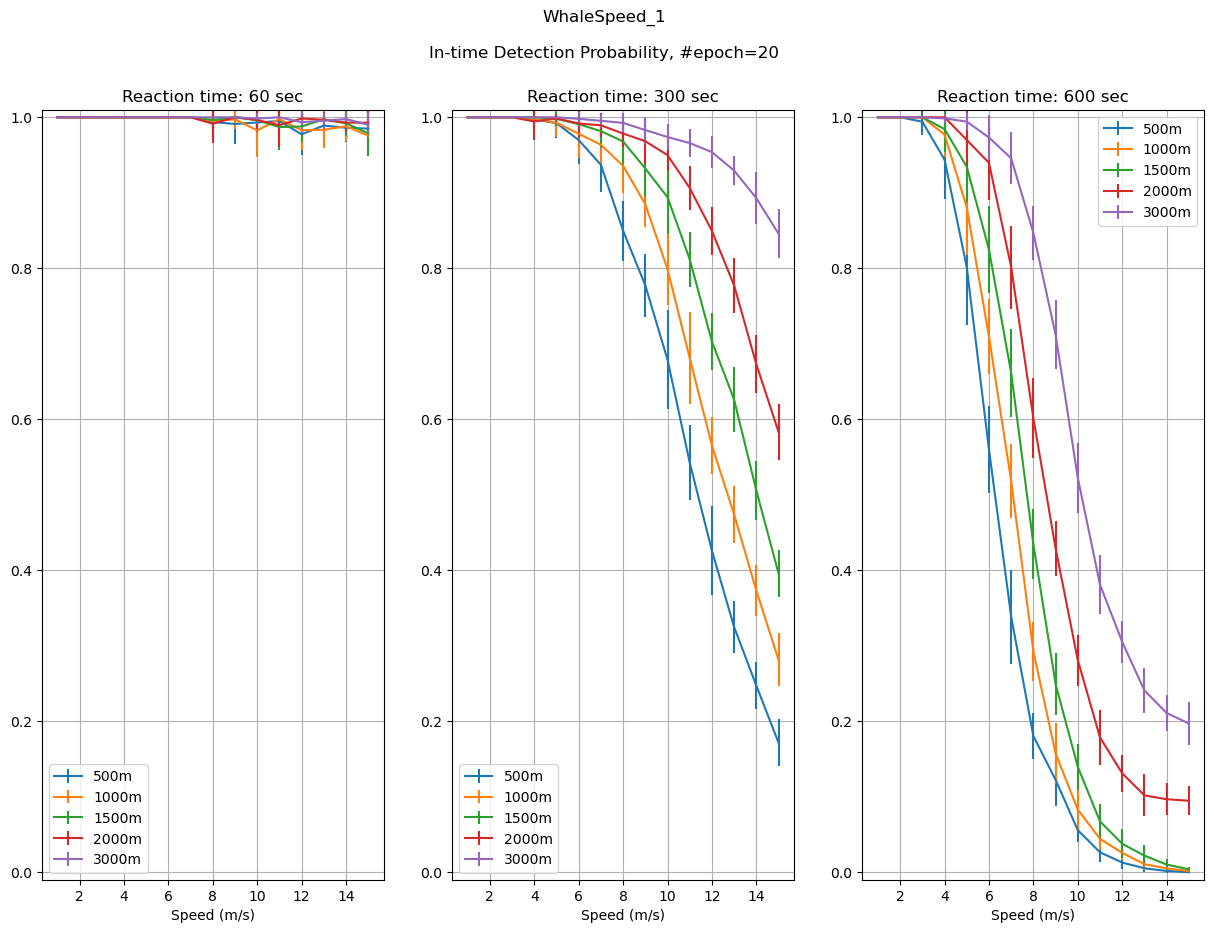 WhaleSpeed_1
In-time Detection Probability, #epoch=20
Reaction time: 60 sec
1.0
0.8
0.6
0.4
0.2
0.0
500m
1000m
1500m
2000m
3000m
2 4 6 8 10 12 14
Speed (m/s)
Reaction time: 300 sec
1.0
0.8
0.6
0.4
0.2
0.0
500m
1000m
1500m
2000m
3000m
2 4 6 8 10 12 14
Speed (m/s)
Reaction time: 600 sec
1.0
0.8
0.6
0.4
0.2
0.0
500m
1000m
1500m
2000m
3000m
2 4 6 8 10 12 14
Speed (m/s)